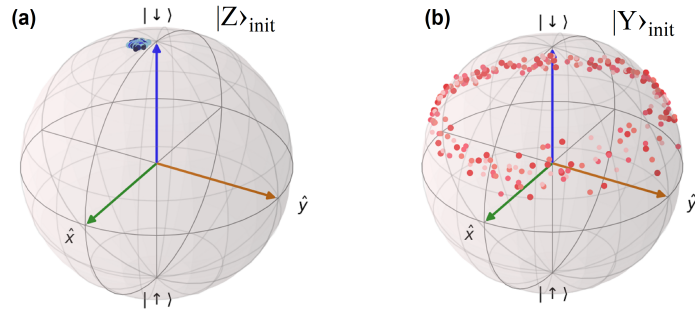 (a) |↓⟩ |Z⟩init
x̂
ŷ
|↑⟩
(b) |↓⟩ |Y⟩init
x̂
ŷ
|↑⟩